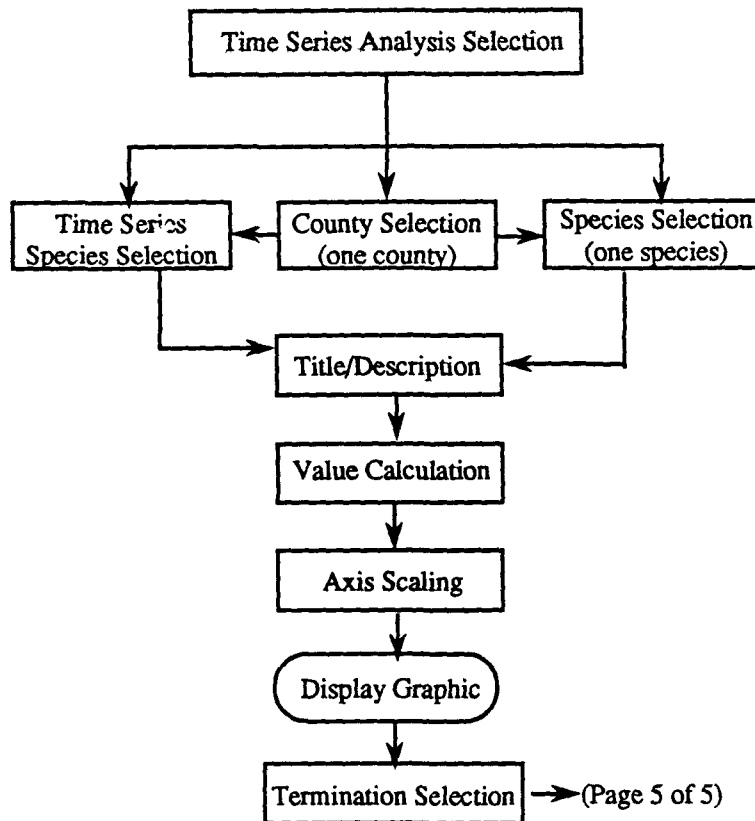 Time Series Analysis Selection
Time Series
Species Selection
County Selection
(one county)
Species Selection
(one species)
Title/Description
Value Calculation
Axis Scaling
Display Graphic
Termination Selection
(Page 5 of 5)